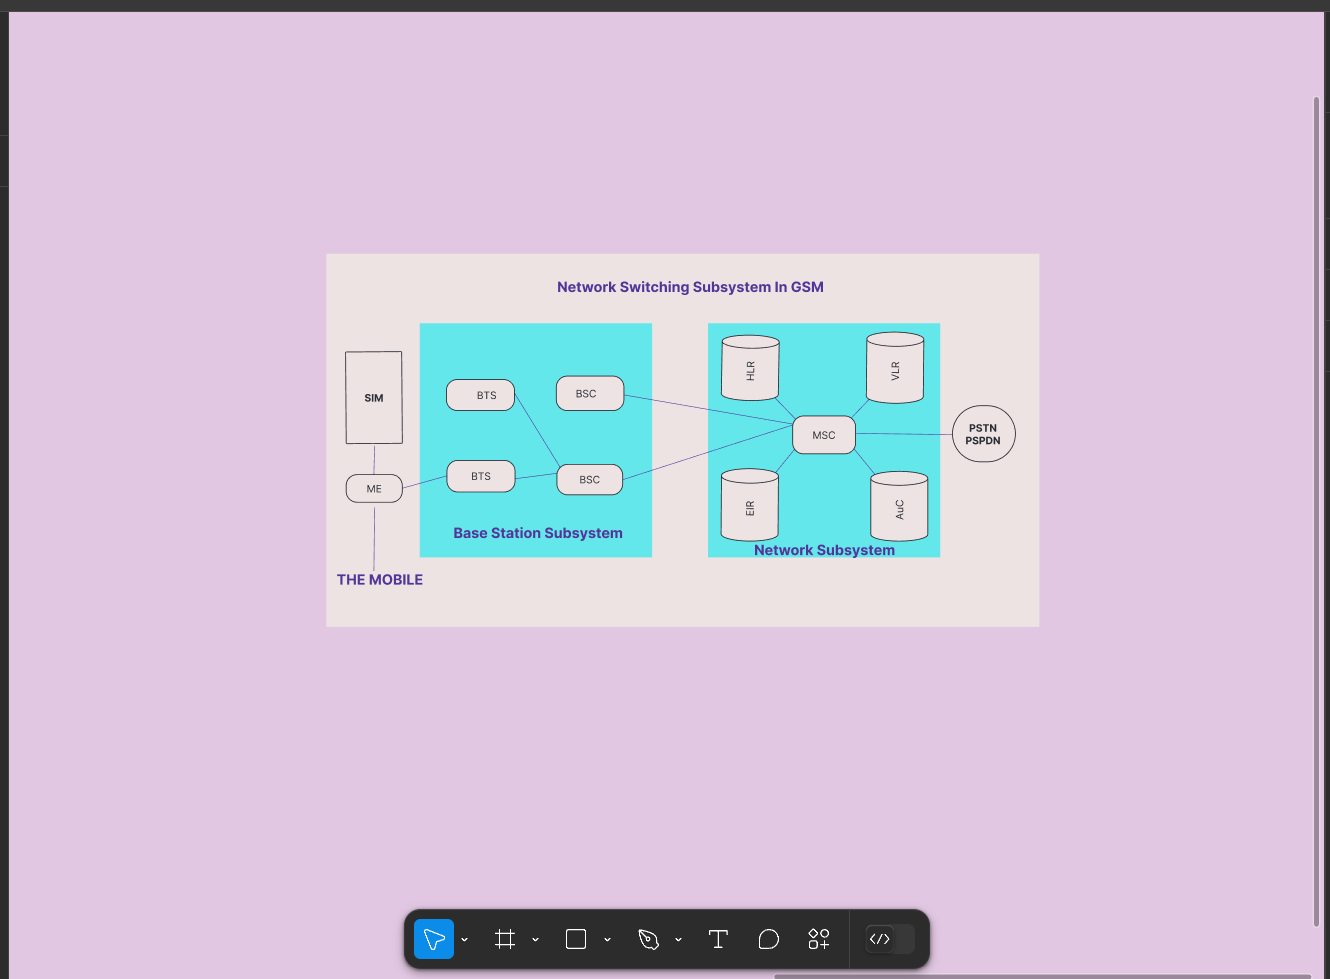 Network Switching Subsystem In GSM
SIM
ME
THE MOBILE
BTS
BSC
BTS
BSC
Base Station Subsystem
HLR
VLR
MSC
EIR
AuC
Network Subsystem
PSTN
PSPDN